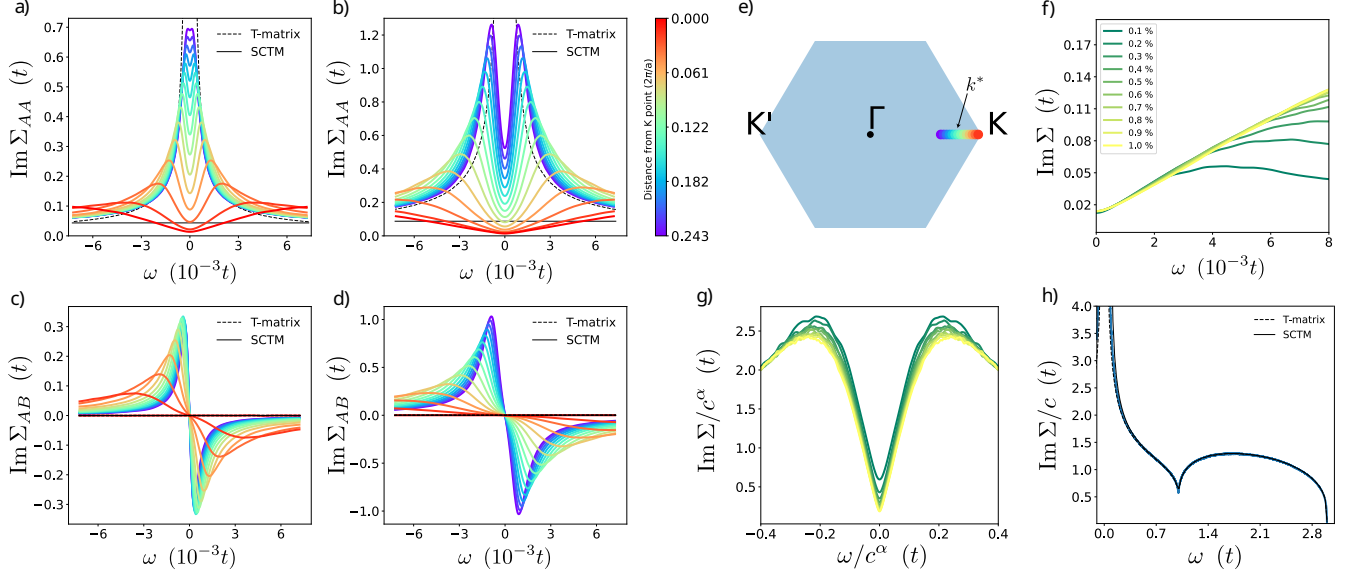 a)
0.7
0.6
0.5
0.4
0.3
0.2
0.1
0.0
Im Σ_AA (t)
T-matrix
SCTM
−6 −3 0 3 6
ω (10⁻³t)
b)
1.2
1.0
0.8
0.6
0.4
0.2
0.0
Im Σ_AA (t)
T-matrix
SCTM
−6 −3 0 3 6
ω (10⁻³t)
Distance from K point (2π/a)
0.000
0.061
0.122
0.182
0.243
e)
K'
Γ
k*
K
f)
0.17
0.14
0.11
0.08
0.05
0.02
Im Σ (t)
0.1 %
0.2 %
0.3 %
0.4 %
0.5 %
0.6 %
0.7 %
0.8 %
0.9 %
1.0 %
0 2 4 6 8
ω (10⁻³t)
c)
0.3
0.2
0.1
0.0
−0.1
−0.2
−0.3
Im Σ_AB (t)
T-matrix
SCTM
−6 −3 0 3 6
ω (10⁻³t)
d)
1.0
0.5
0.0
−0.5
−1.0
Im Σ_AB (t)
T-matrix
SCTM
−6 −3 0 3 6
ω (10⁻³t)
g)
2.5
2.0
1.5
1.0
0.5
Im Σ/c^α (t)
−0.4 −0.2 0.0 0.2 0.4
ω/c^α (t)
h)
4.0
3.5
3.0
2.5
2.0
1.5
1.0
0.5
Im Σ/c (t)
T-matrix
SCTM
0.0 0.7 1.4 2.1 2.8
ω (t)